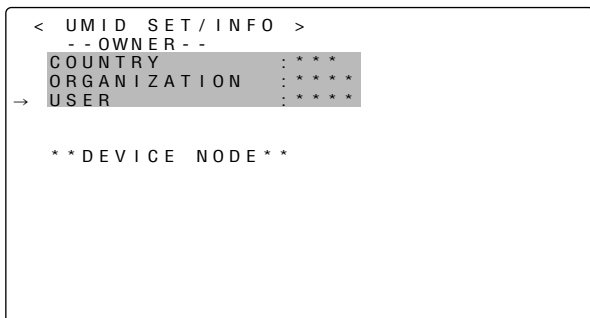 < UMID SET/INFO >
--OWNER--
COUNTRY :***
ORGANIZATION :****
→ USER :****
**DEVICE NODE**